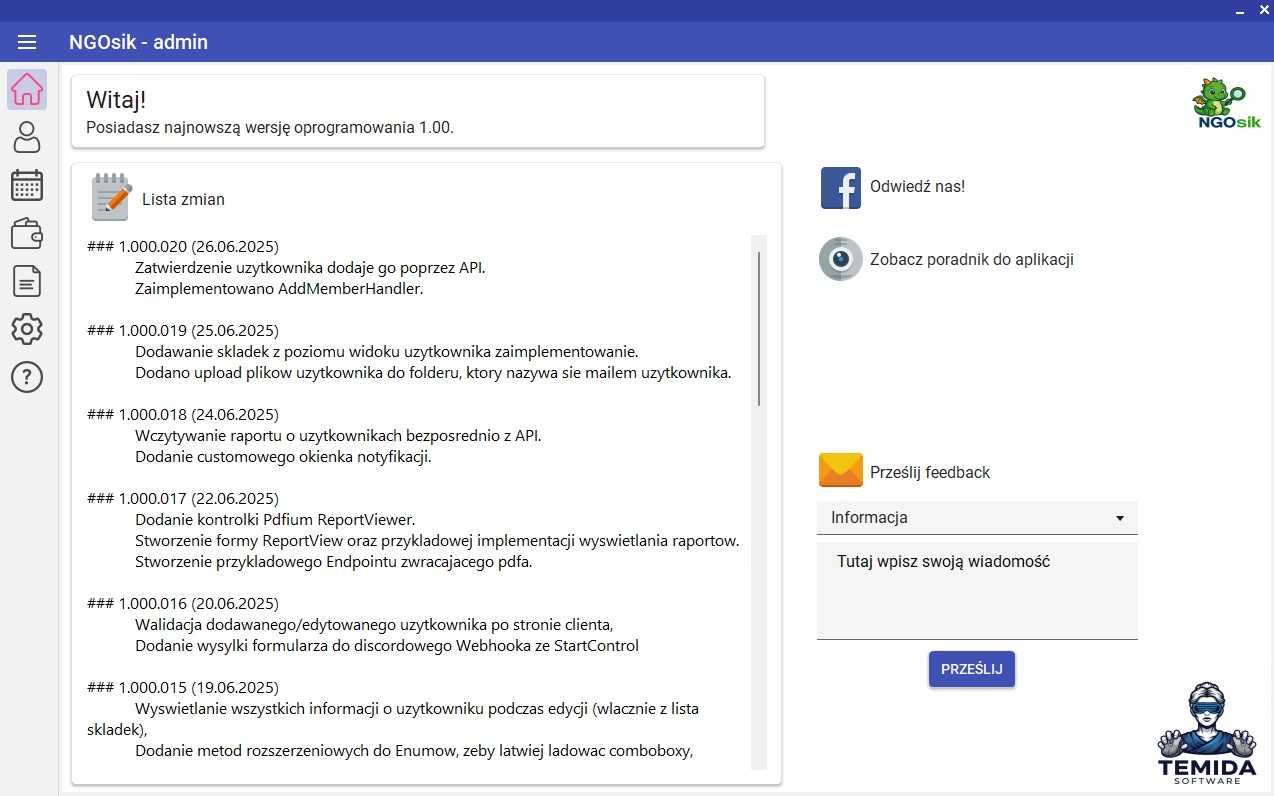 NGOsik - admin
Witaj!
Posiadasz najnowszą wersję oprogramowania 1.00.
NGOsik
Lista zmian
### 1.000.020 (26.06.2025)
Zatwierdzenie uzytkownika dodaje go poprzez API.
Zaimplementowano AddMemberHandler.
### 1.000.019 (25.06.2025)
Dodawanie skladek z poziomu widoku uzytkownika zaimplementowanie.
Dodano upload plikow uzytkownika do folderu, ktory nazywa sie mailem uzytkownika.
### 1.000.018 (24.06.2025)
Wczytywanie raportu o uzytkownikach bezposrednio z API.
Dodanie customowego okienka notyfikacji.
### 1.000.017 (22.06.2025)
Dodanie kontrolki Pdfium ReportViewer.
Stworzenie formy ReportView oraz przykladowej implementacji wyswietlania raportow.
Stworzenie przykladowego Endpointu zwracajacego pdfa.
### 1.000.016 (20.06.2025)
Walidacja dodawanego/edytowanego uzytkownika po stronie clienta,
Dodanie wysylki formularza do discordowego Webhooka ze StartControl
### 1.000.015 (19.06.2025)
Wyswietlanie wszystkich informacji o uzytkowniku podczas edycji (wlacznie z lista
skladek),
Dodanie metod rozszerzeniowych do Enumow, zeby latwiej ladowac comboboxy,
Odwiedź nas!
Zobacz poradnik do aplikacji
Prześlij feedback
Informacja
Tutaj wpisz swoją wiadomość
PRZEŚLIJ
TEMIDA
SOFTWARE